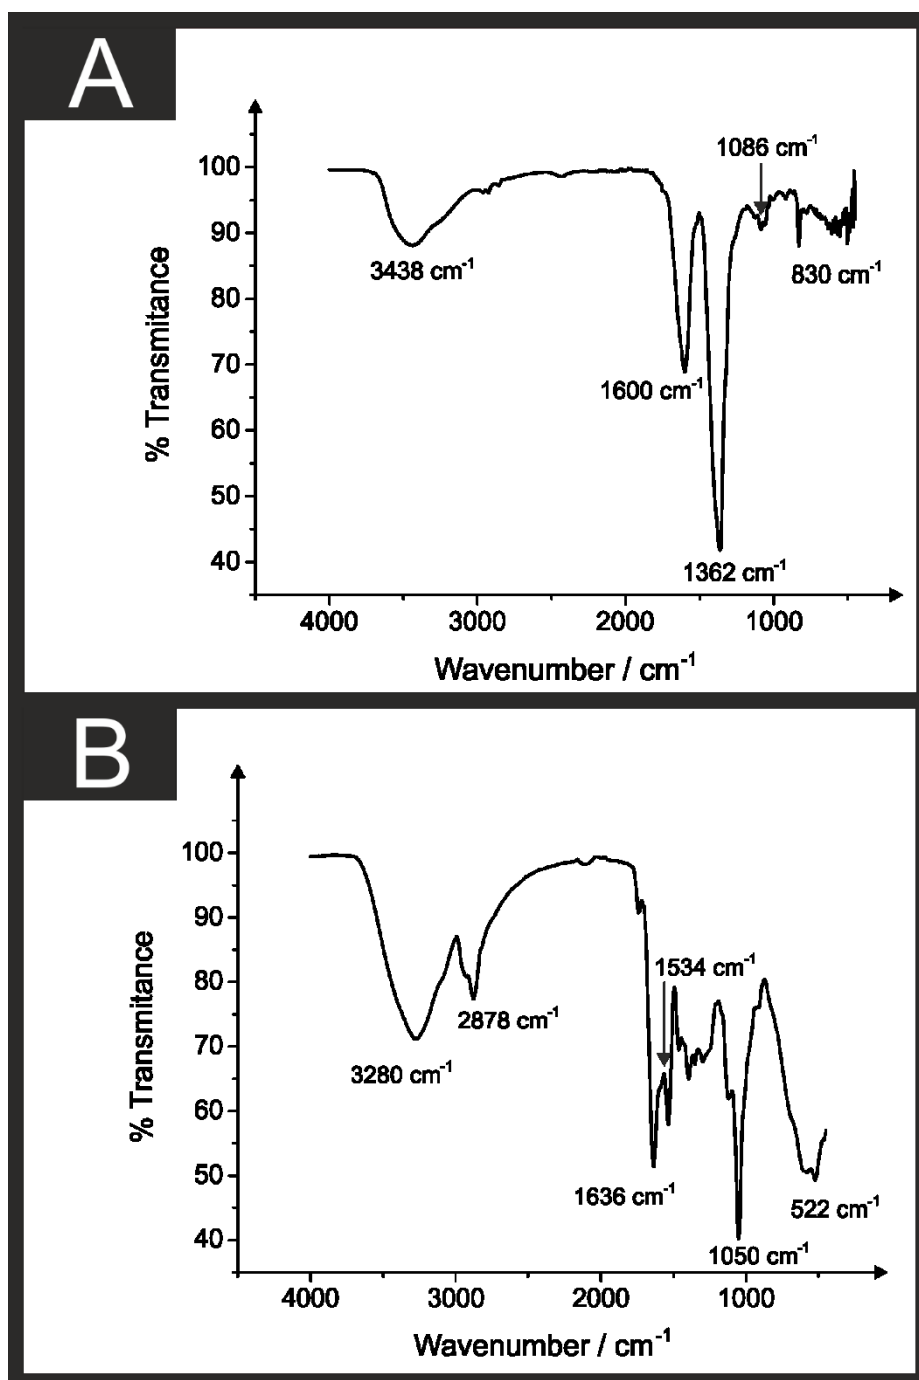 A
1086 cm-1
100
90
3438 cm-1
830 cm-1
80
70
1600 cm-1
60
50
40
1362 cm-1
% Transmitance
4000 3000 2000 1000
Wavenumber / cm-1
B
100
90
1534 cm-1
80
2878 cm-1
70
3280 cm-1
60
50
1636 cm-1
522 cm-1
40
1050 cm-1
% Transmitance
4000 3000 2000 1000
Wavenumber / cm-1